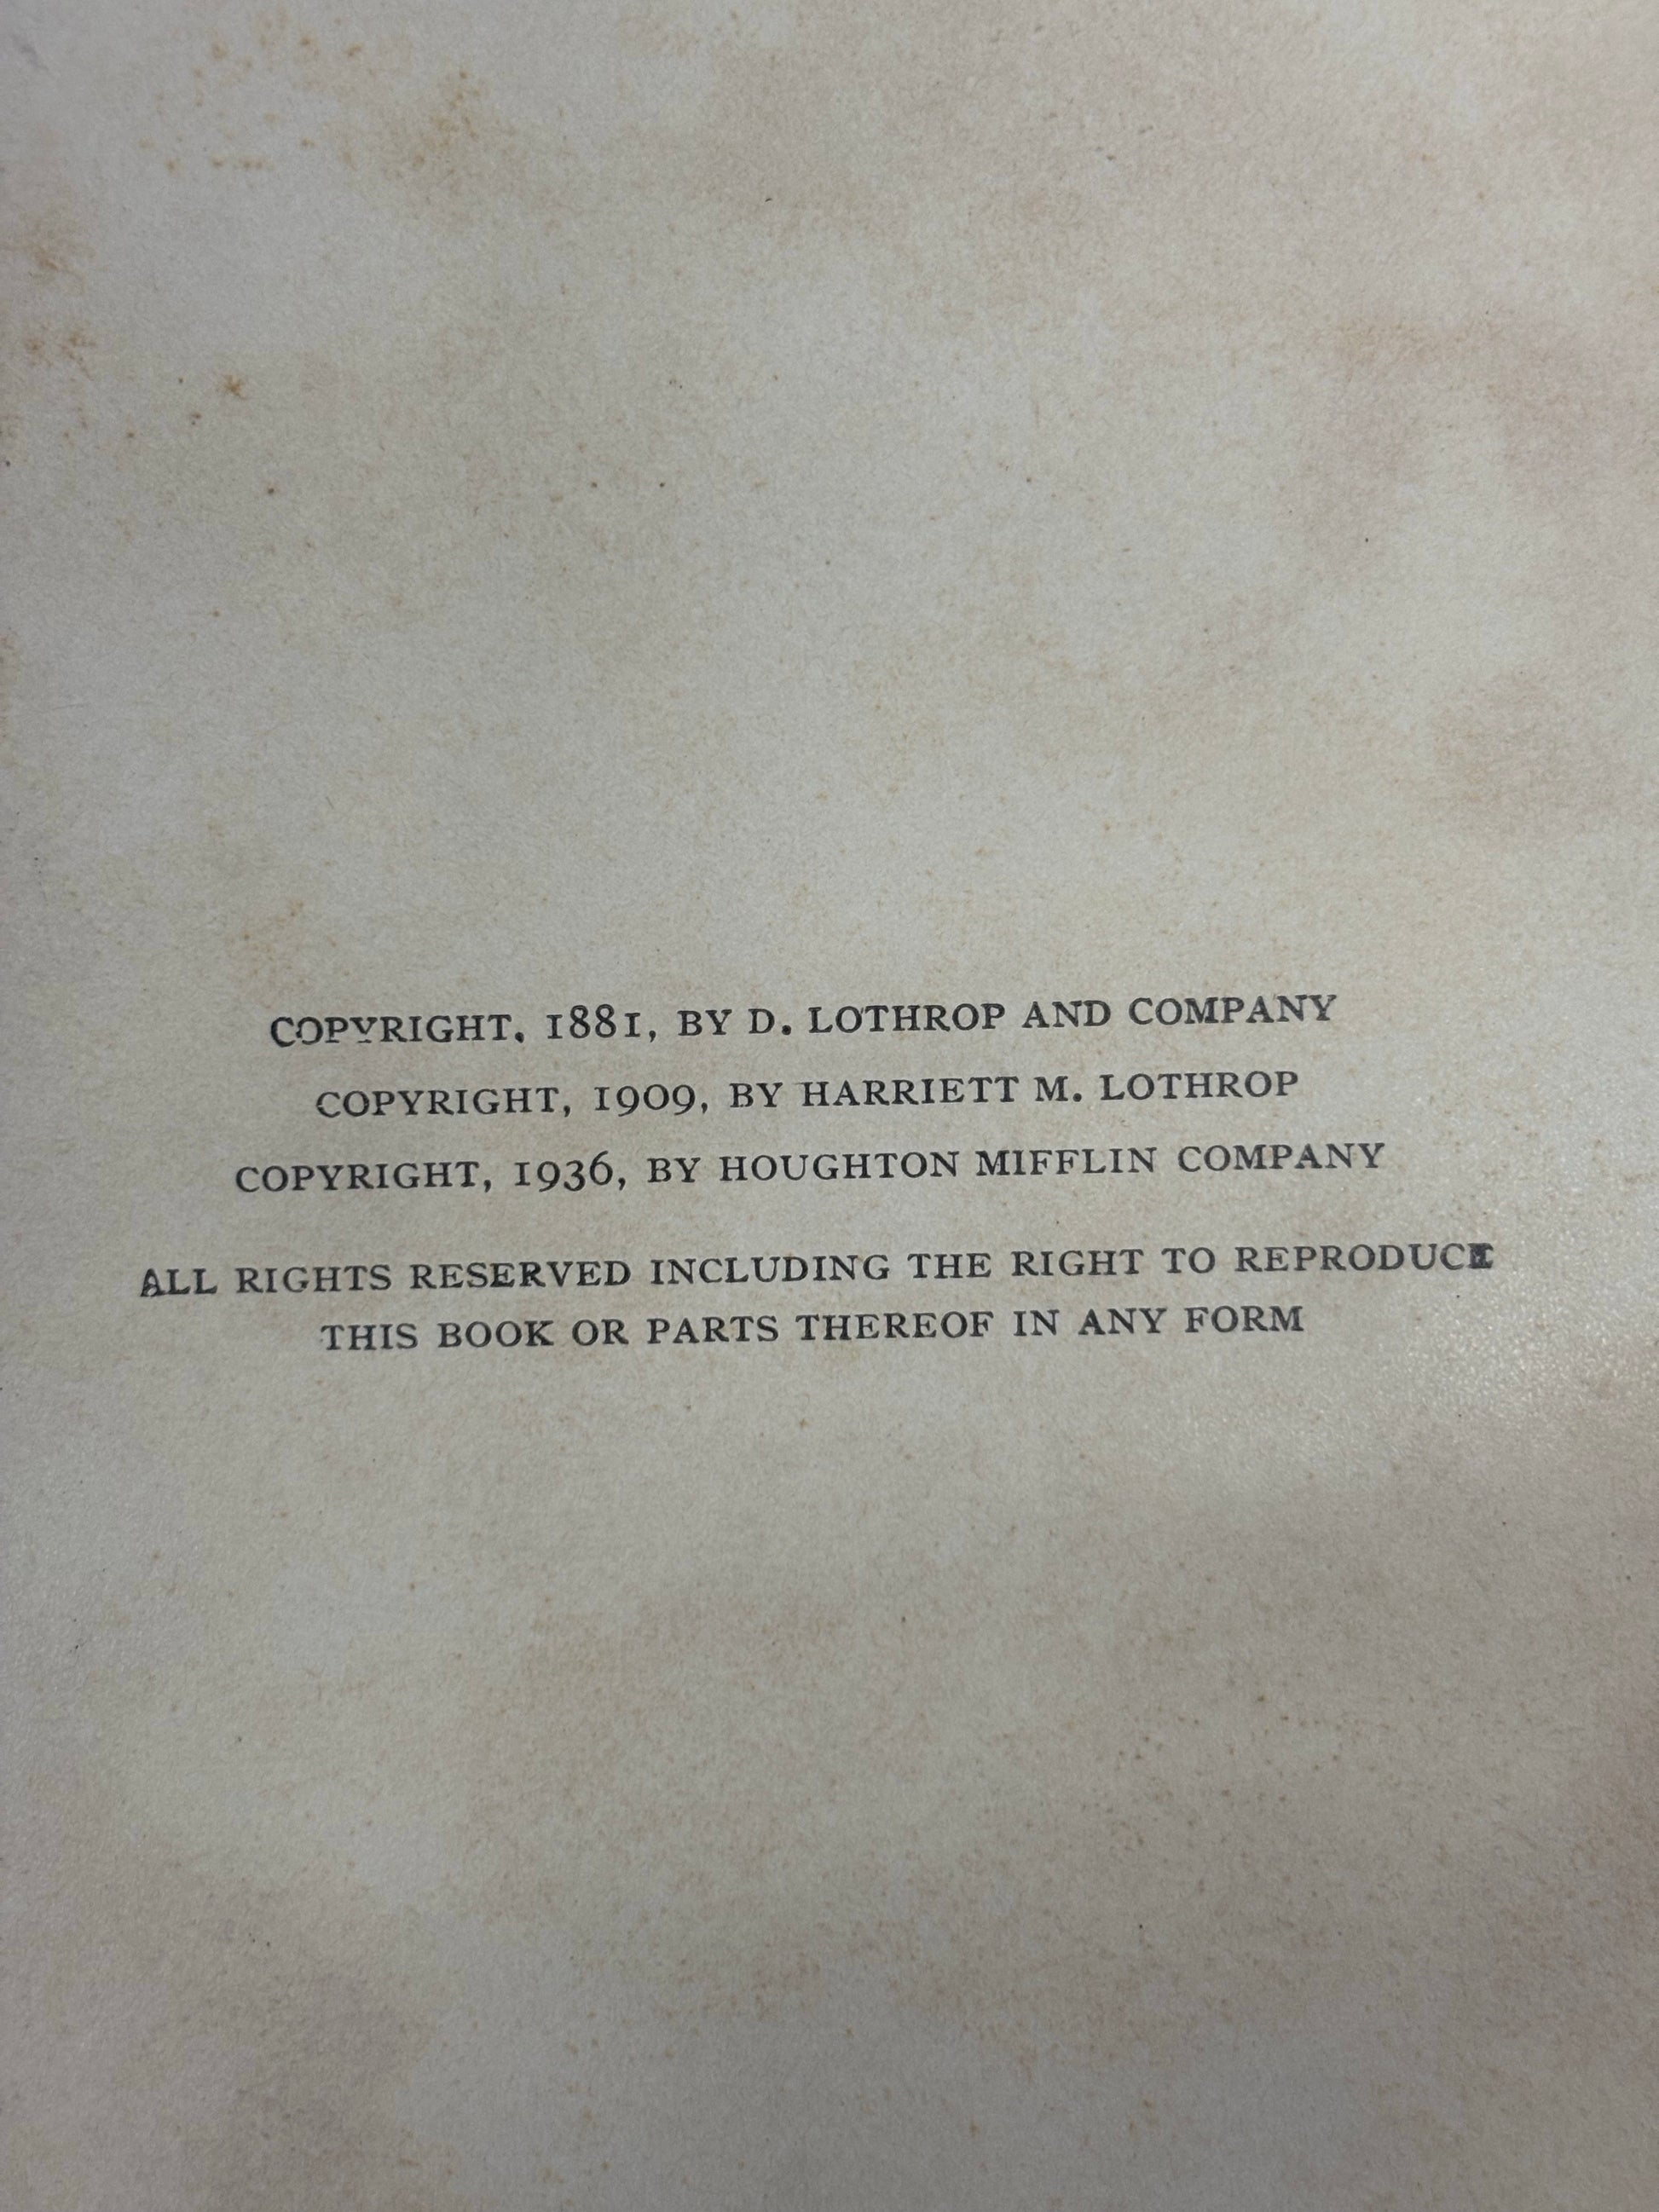 COPYRIGHT, 1881, BY D. LOTHROP AND COMPANY
COPYRIGHT, 1909, BY HARRIETT M. LOTHROP
COPYRIGHT, 1936, BY HOUGHTON MIFFLIN COMPANY
ALL RIGHTS RESERVED INCLUDING THE RIGHT TO REPRODUCE
THIS BOOK OR PARTS THEREOF IN ANY FORM